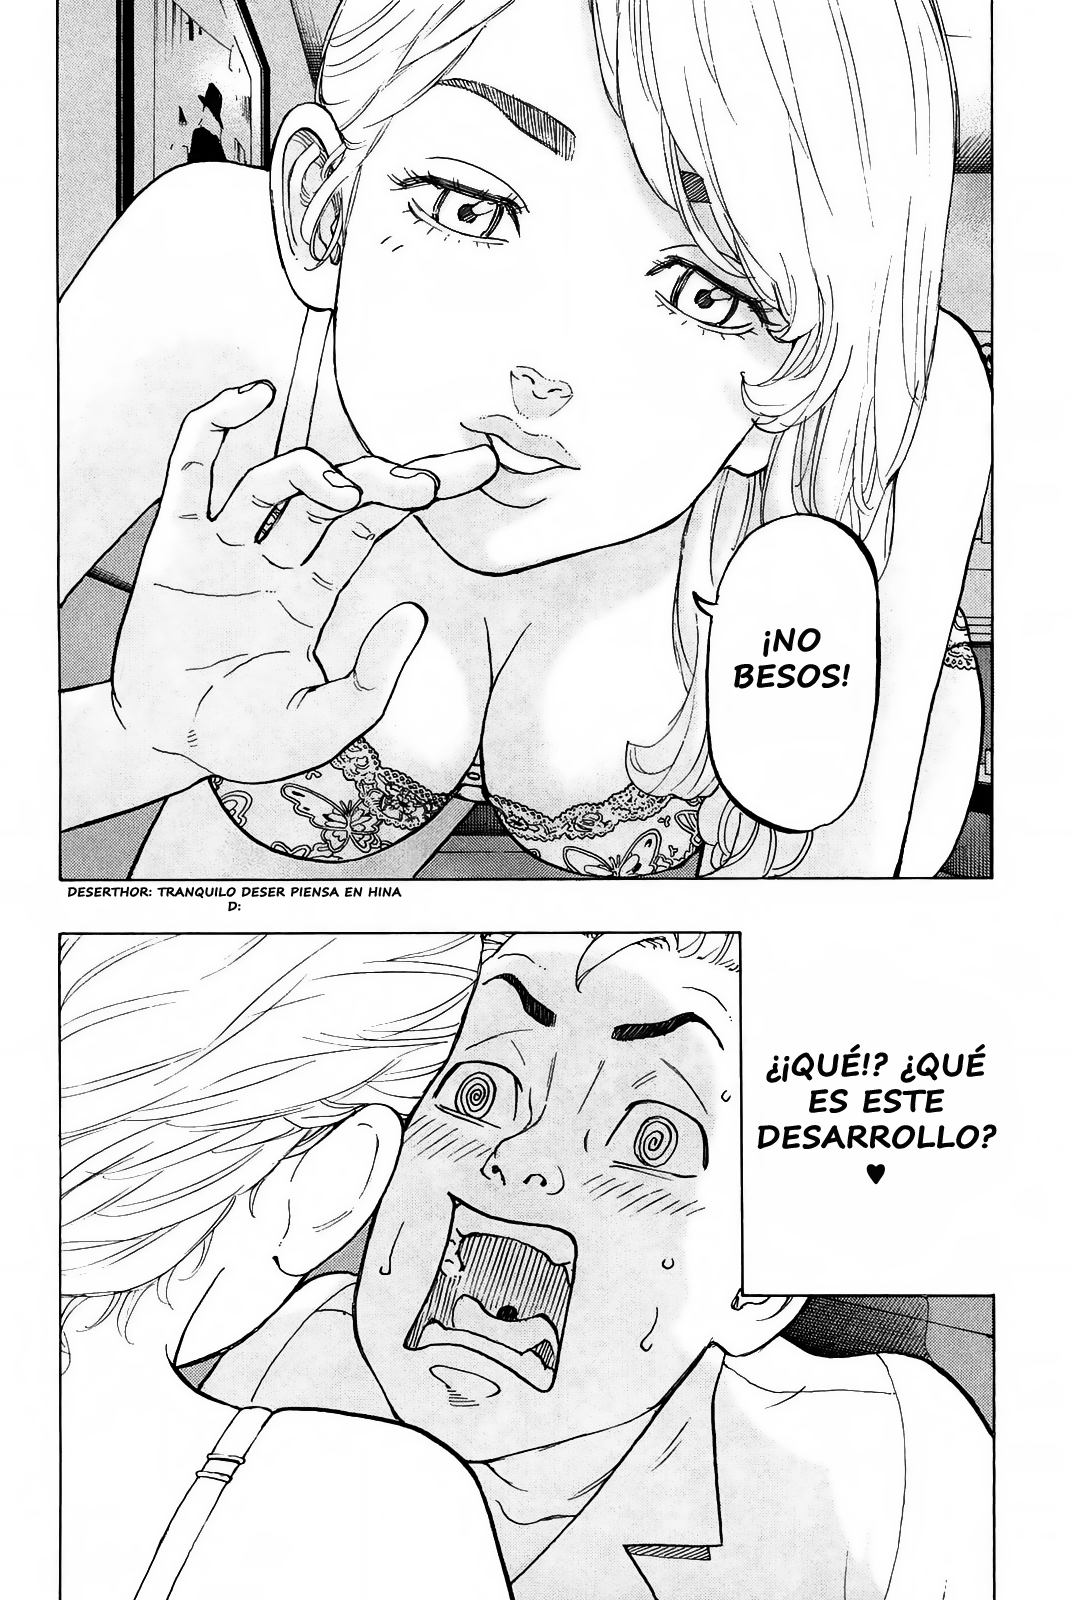 ¡NO
BESOS!
DESERTHOR: TRANQUILO DESER PIENSA EN HINA
D:
¿¡QUÉ!? ¿QUÉ
ES ESTE
DESARROLLO?
♥